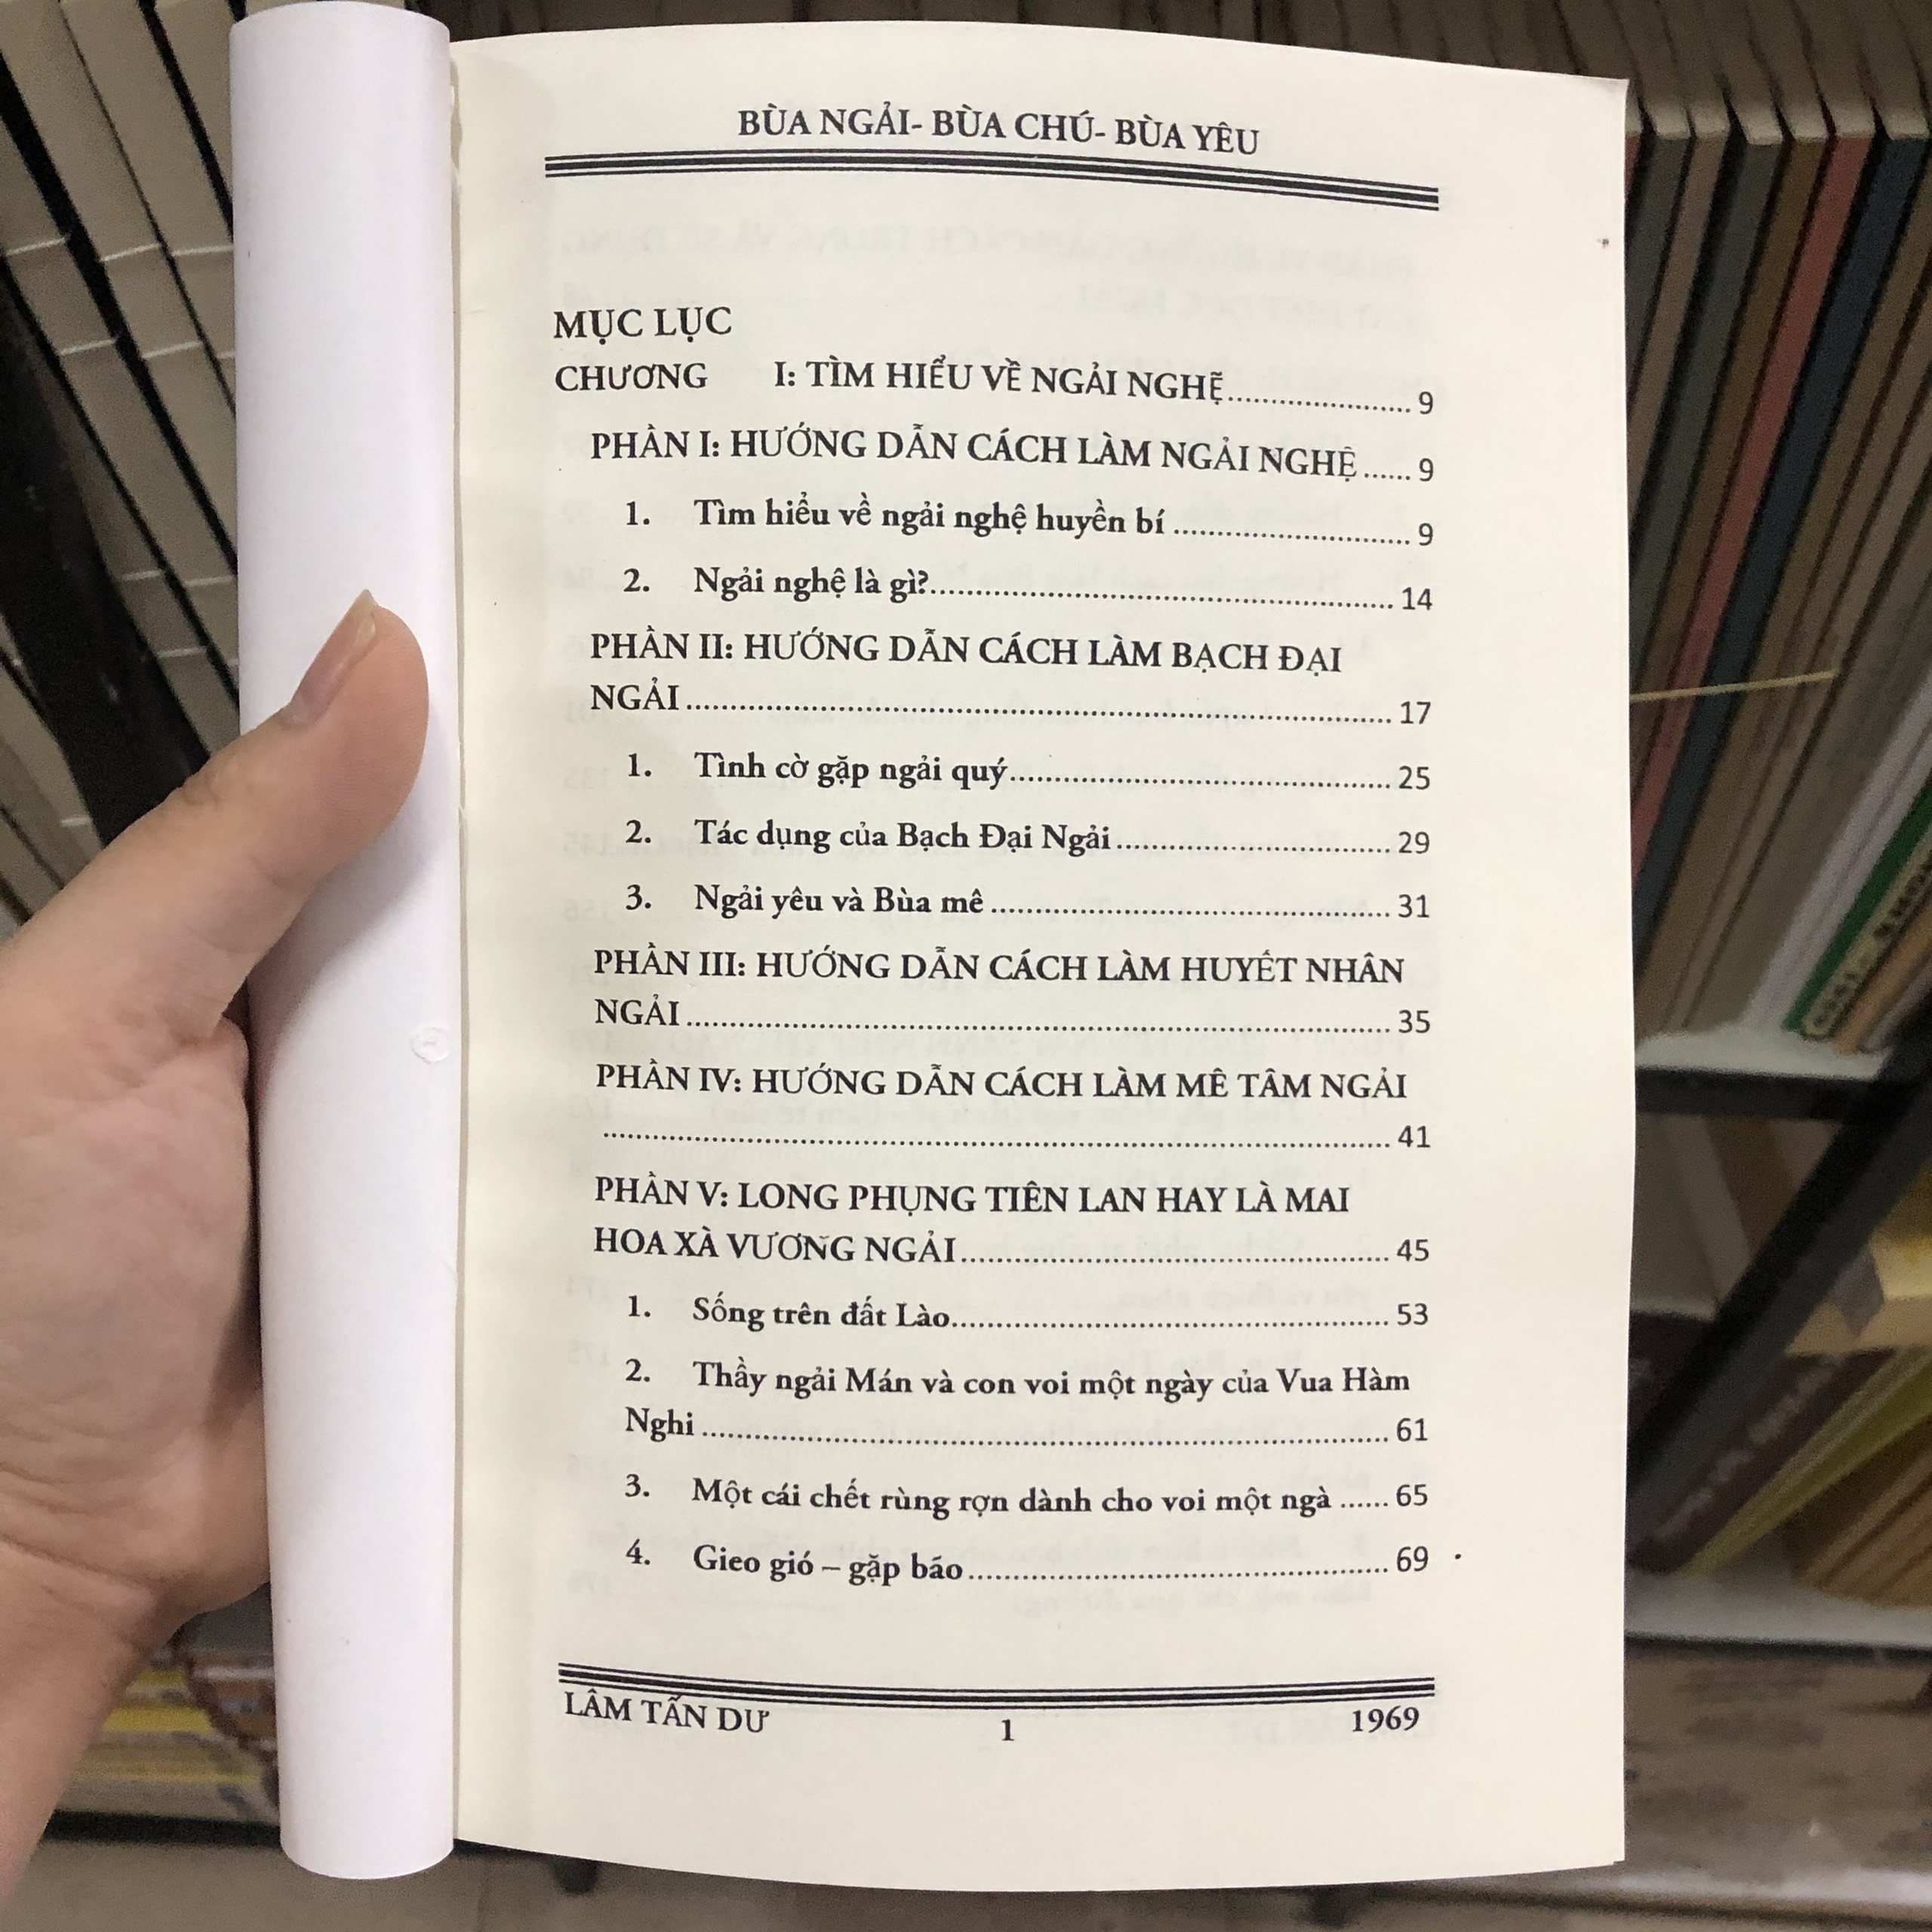 BÙA NGẢI- BÙA CHÚ- BÙA YÊU
MỤC LỤC
CHƯƠNG I: TÌM HIỂU VỀ NGẢI NGHẸ̃........................ 9
PHẦN I: HƯỚNG DẪN CÁCH LÀM NGẢI NGHỆ...... 9
1. Tìm hiểu về ngải nghệ huyền bí............................... 9
2. Ngải nghệ là gì?............................................................ 14
PHẦN II: HƯỚNG DẪN CÁCH LÀM BẠCH ĐẠI
NGẢI.............................................................................. 17
1. Tình cờ gặp ngải quý.................................................. 25
2. Tác dụng của Bạch Đại Ngải.................................... 29
3. Ngải yêu và Bùa mê.................................................... 31
PHẦN III: HƯỚNG DẪN CÁCH LÀM HUYẾT NHÂN
NGẢI.............................................................................. 35
PHẦN IV: HƯỚNG DẪN CÁCH LÀM MÊ TÂM NGẢI
........................................................................................ 41
PHẦN V: LONG PHỤNG TIÊN LAN HAY LÀ MAI
HOA XÀ VƯƠNG NGẢI............................................... 45
1. Sống trên đất Lào........................................................ 53
2. Thầy ngải Mán và con voi một ngày của Vua Hàm
Nghi................................................................................ 61
3. Một cái chết rùng rợn dành cho voi một ngà ...... 65
4. Gieo gió – gặp báo...................................................... 69
LÂM TẤN DƯ 1 1969